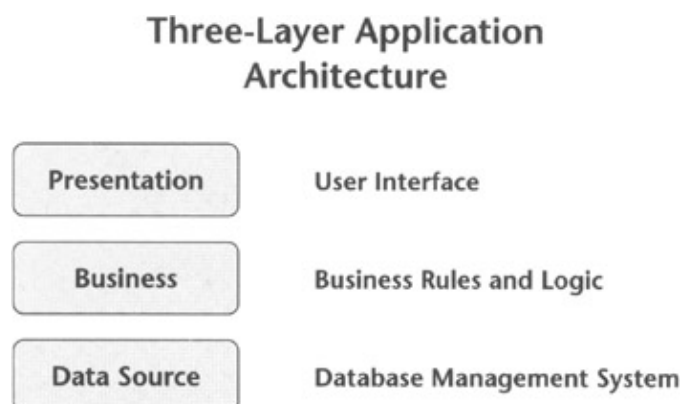 Three-Layer Application
Architecture
Presentation User Interface
Business Business Rules and Logic
Data Source Database Management System